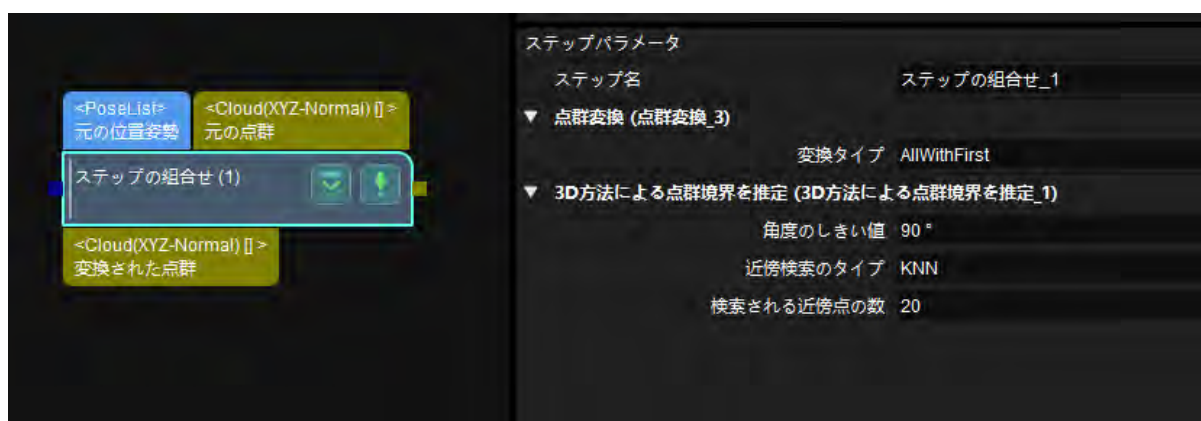 <PoseList>
元の位置姿勢
<Cloud(XYZ-Normal) [] >
元の点群
ステップの組合せ (1)
<Cloud(XYZ-Normal) [] >
変換された点群
ステップパラメータ
ステップ名 ステップの組合せ_1
▼ 点群変換 (点群変換_3)
変換タイプ AllWithFirst
▼ 3D方法による点群境界を推定 (3D方法による点群境界を推定_1)
角度のしきい値 90 °
近傍検索のタイプ KNN
検索される近傍点の数 20